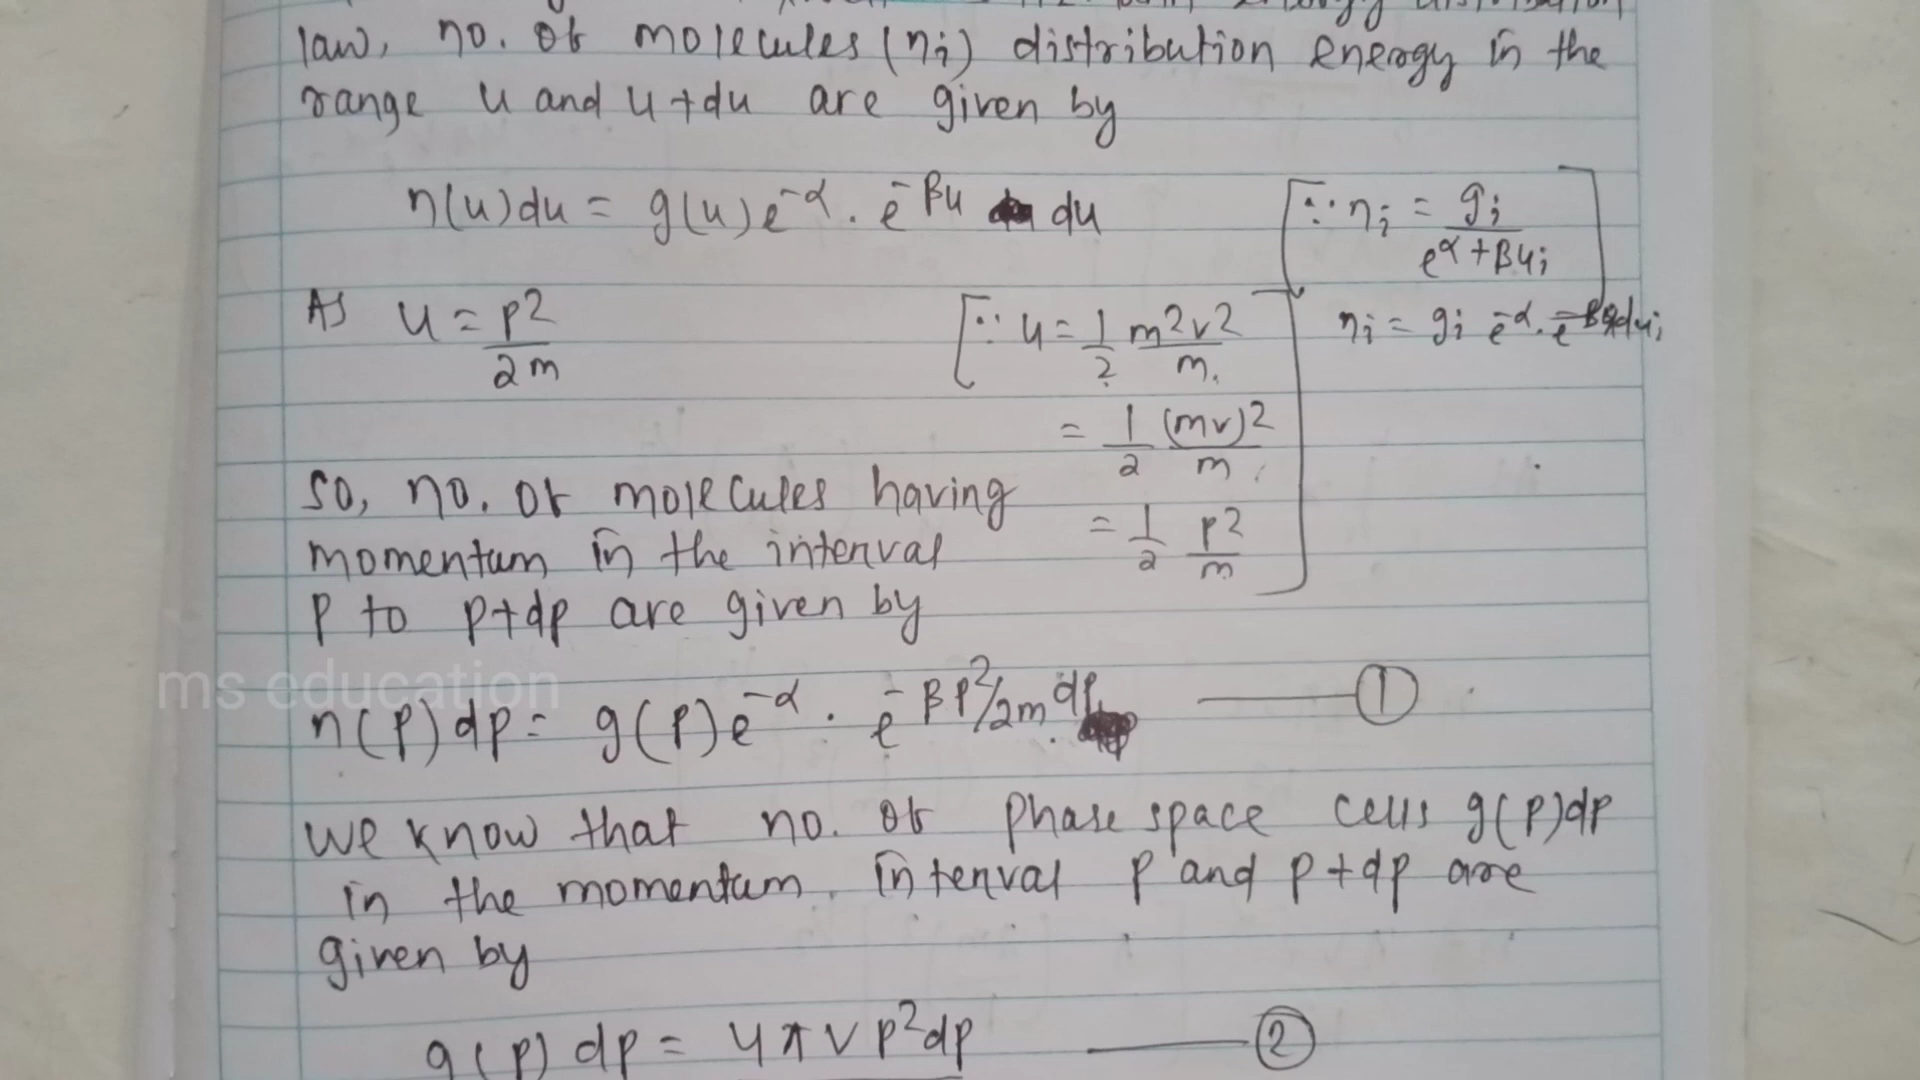 law, no. of molecules (ni) distribution energy in the
range u and u+du are given by
n(u)du = g(u)e^-α . e^-βu du
[∵ ni = gi / e^α+βui]
As u = p² / 2m
[∵ u = 1/2 m²v² / m
ni = gi e^-α . e
= 1/2 (mv)² / m
= 1/2 p² / m]
So, no. of molecules having
momentum in the interval
p to p+dp are given by
ms education
n(p)dp = g(p)e^-α . e^-βp²/2m dp —— ①
We know that no. of phase space cells g(p)dp
in the momentum interval p and p+dp are
given by
g(p) dp = 4πVp²dp —— ②